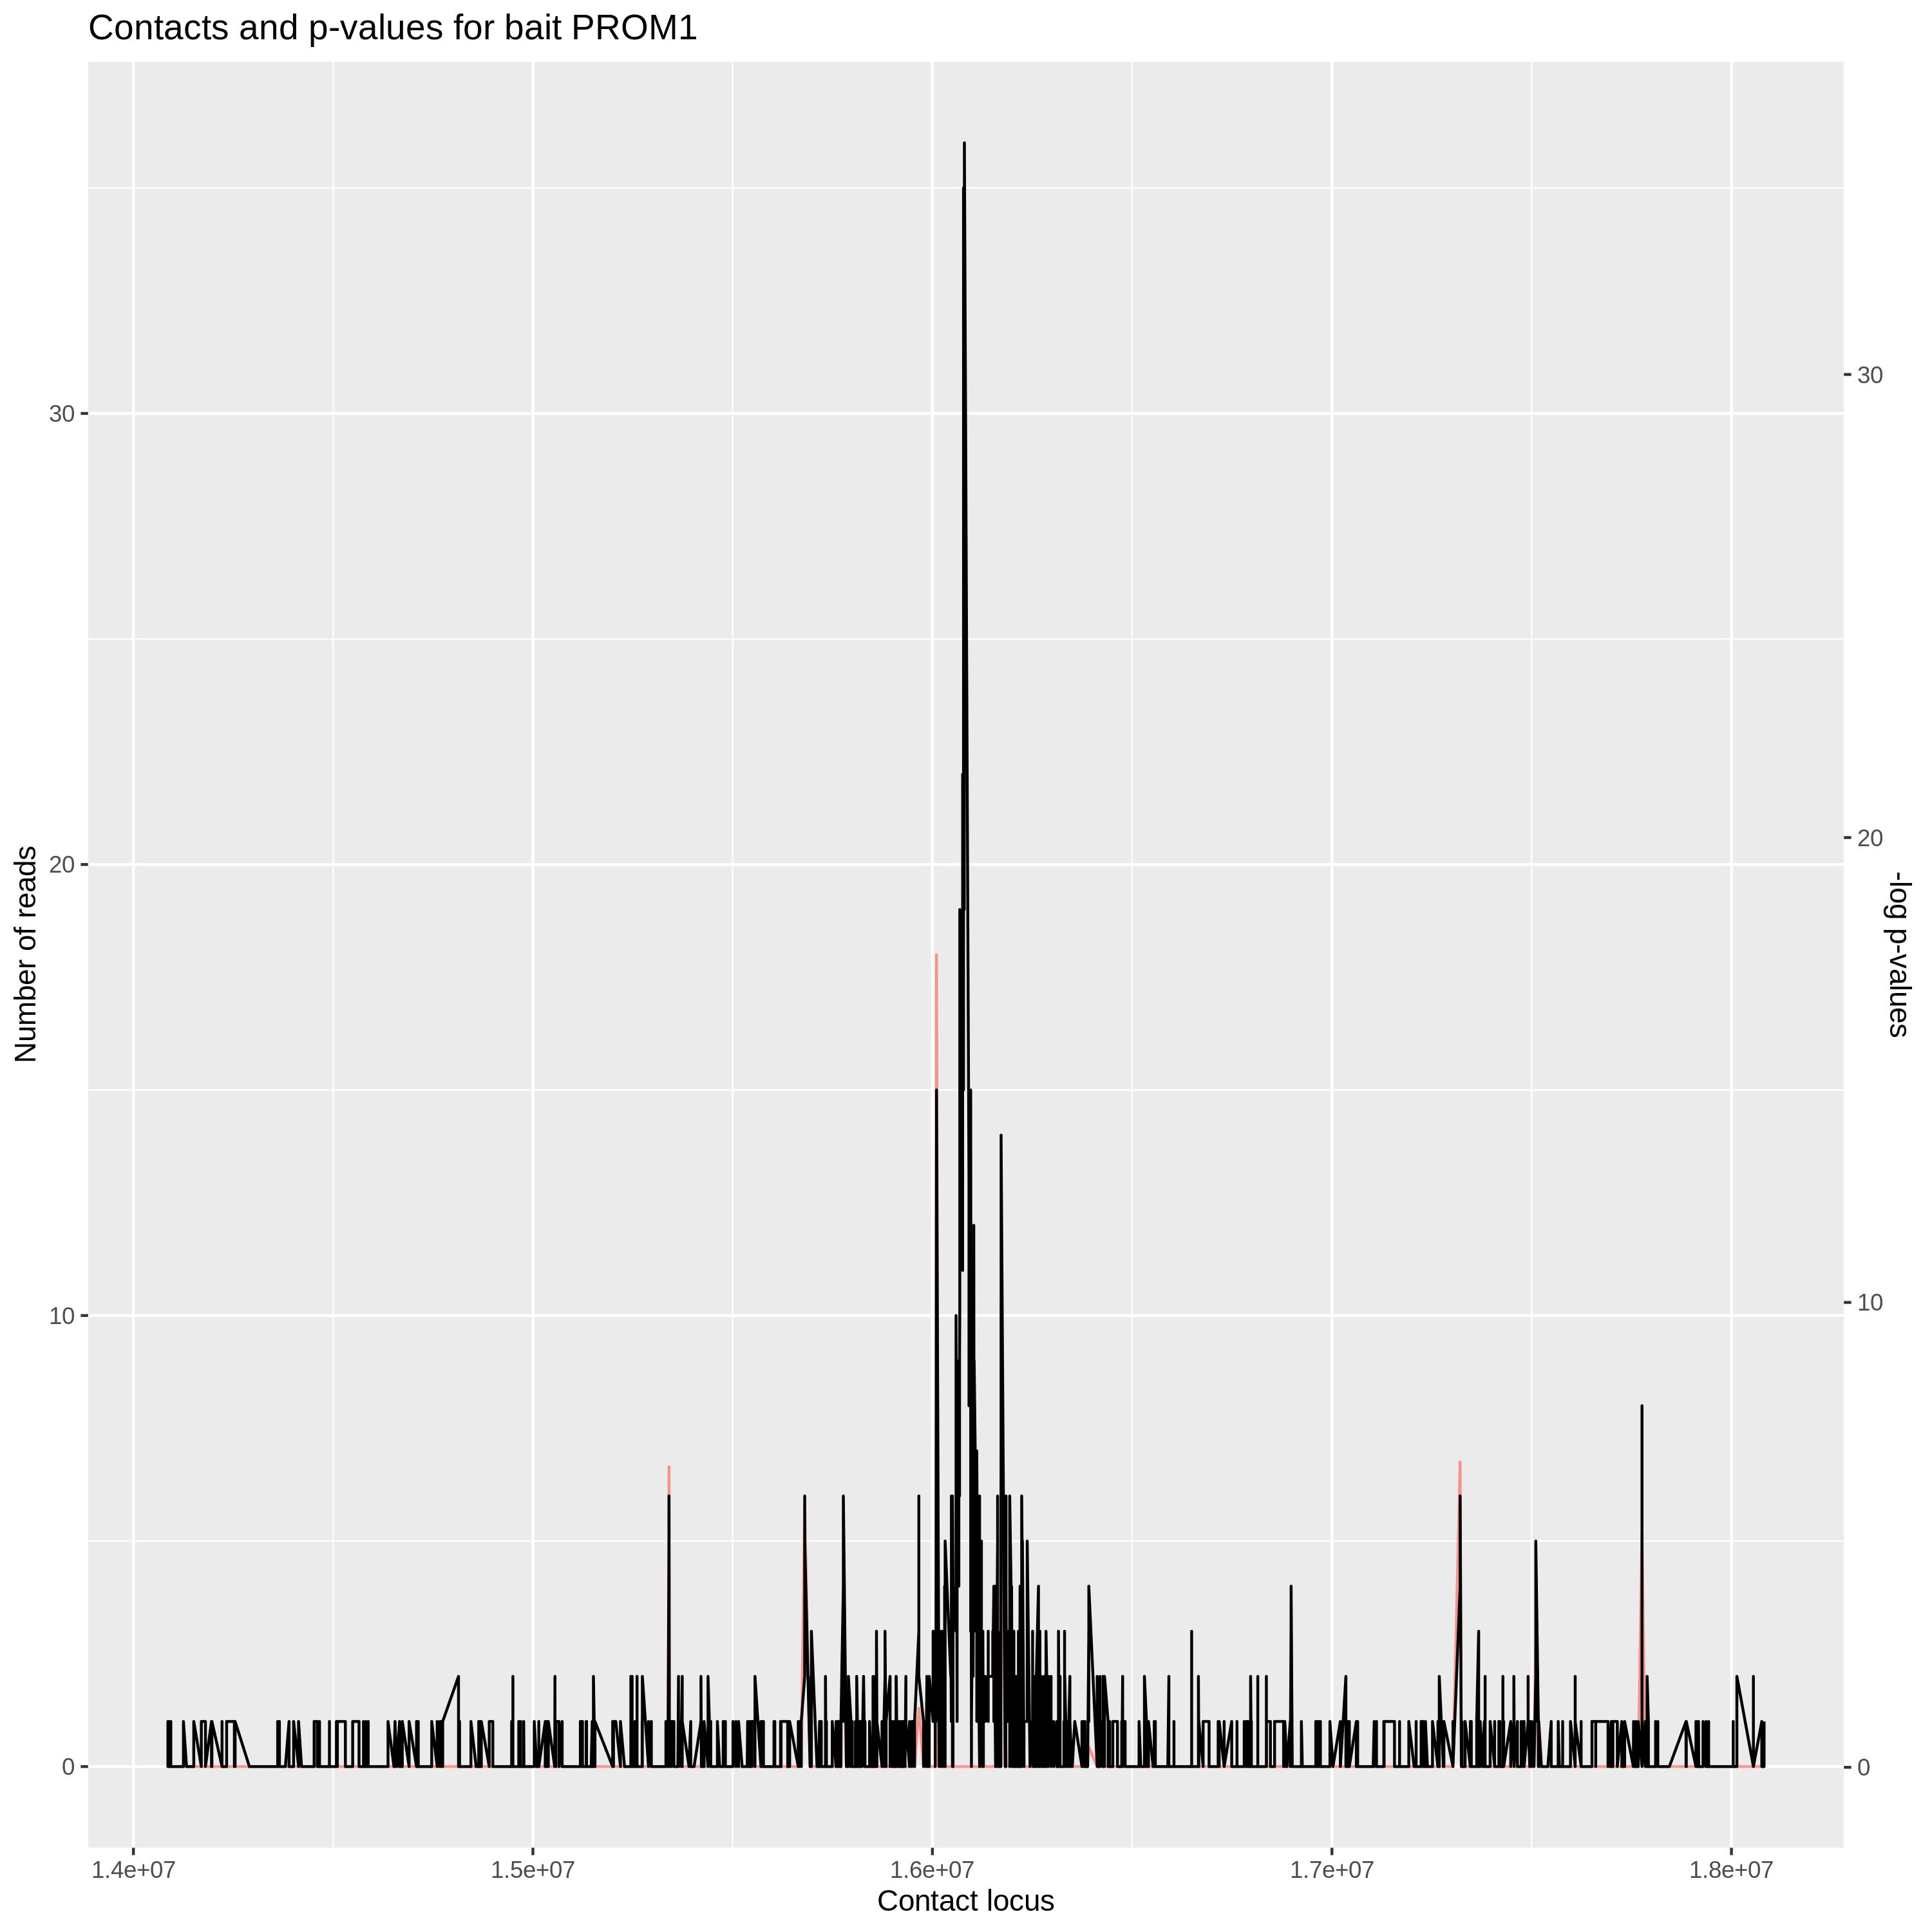 Contacts and p-values for bait PROM1
Number of reads
30
20
10
0
30
20
10
0
-log p-values
1.4e+07
1.5e+07
1.6e+07
1.7e+07
1.8e+07
Contact locus